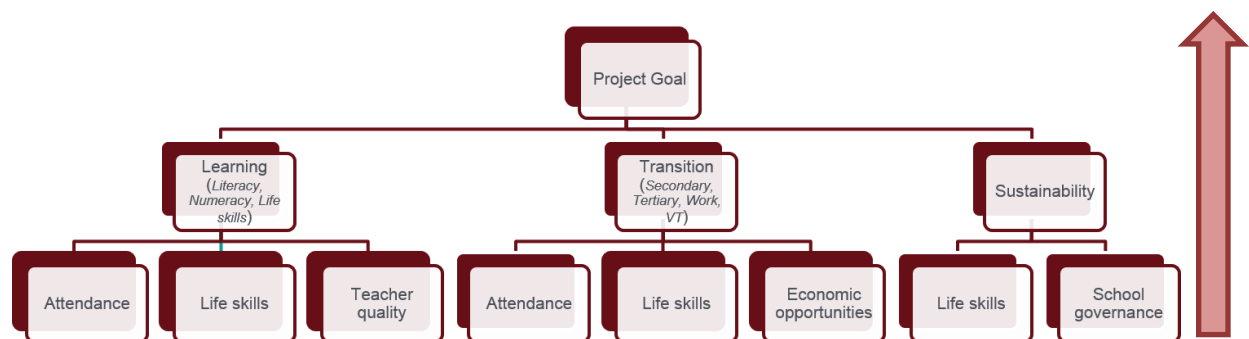 Project Goal
Learning
(Literacy,
Numeracy, Life
skills)
Transition
(Secondary,
Tertiary, Work,
VT)
Sustainability
Attendance
Life skills
Teacher
quality
Attendance
Life skills
Economic
opportunities
Life skills
School
governance